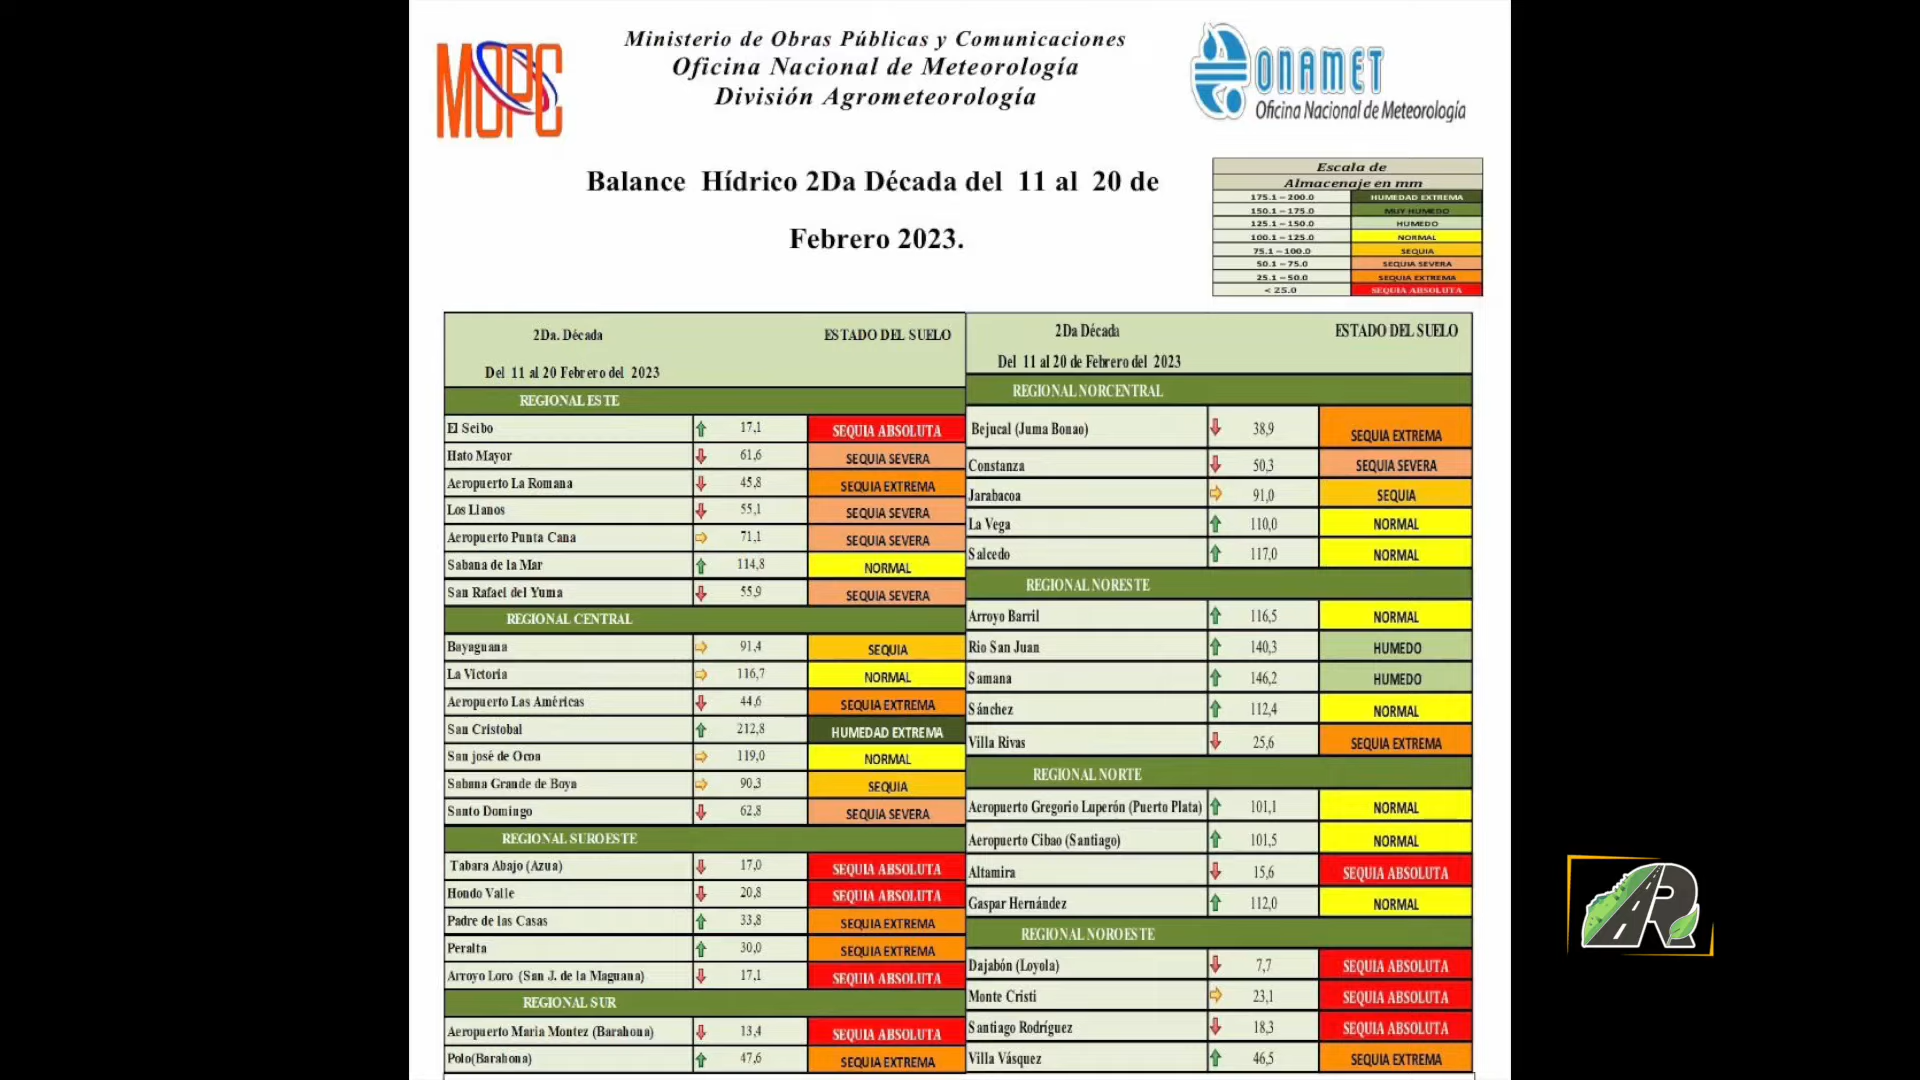 MOPC
Ministerio de Obras Públicas y Comunicaciones
Oficina Nacional de Meteorología
División Agrometeorología
ONAMET
Oficina Nacional de Meteorología
Balance Hídrico 2Da Década del 11 al 20 de
Febrero 2023.
Escala de
Almacenaje en mm
175.1 – 200.0 HUMEDAD EXTREMA
150.1 – 175.0 MUY HUMEDO
125.1 – 150.0 HUMEDO
100.1 – 125.0 NORMAL
75.1 – 100.0 SEQUIA
50.1 – 75.0 SEQUIA SEVERA
25.1 – 50.0 SEQUIA EXTREMA
< 25.0 SEQUIA ABSOLUTA
2Da. Década ESTADO DEL SUELO
Del 11 al 20 Febrero del 2023
REGIONAL ESTE
El Seibo 17,1 SEQUIA ABSOLUTA
Hato Mayor 61,6 SEQUIA SEVERA
Aeropuerto La Romana 45,8 SEQUIA EXTREMA
Los Llanos 55,1 SEQUIA SEVERA
Aeropuerto Punta Cana 71,1 SEQUIA SEVERA
Sabana de la Mar 114,8 NORMAL
San Rafael del Yuma 55,9 SEQUIA SEVERA
REGIONAL CENTRAL
Bayaguana 91,4 SEQUIA
La Victoria 116,7 NORMAL
Aeropuerto Las Américas 44,6 SEQUIA EXTREMA
San Cristobal 212,8 HUMEDAD EXTREMA
San josé de Ocoa 119,0 NORMAL
Sabana Grande de Boya 90,3 SEQUIA
Santo Domingo 62,8 SEQUIA SEVERA
REGIONAL SUROESTE
Tabara Abajo (Azua) 17,0 SEQUIA ABSOLUTA
Hondo Valle 20,8 SEQUIA ABSOLUTA
Padre de las Casas 33,8 SEQUIA EXTREMA
Peralta 30,0 SEQUIA EXTREMA
Arroyo Loro (San J. de la Maguana) 17,1 SEQUIA ABSOLUTA
REGIONAL SUR
Aeropuerto Maria Montez (Barahona) 13,4 SEQUIA ABSOLUTA
Polo(Barahona) 47,6 SEQUIA EXTREMA
2Da Década ESTADO DEL SUELO
Del 11 al 20 de Febrero del 2023
REGIONAL NORCENTRAL
Bejucal (Juma Bonao) 38,9 SEQUIA EXTREMA
Constanza 50,3 SEQUIA SEVERA
Jarabacoa 91,0 SEQUIA
La Vega 110,0 NORMAL
Salcedo 117,0 NORMAL
REGIONAL NORESTE
Arroyo Barril 116,5 NORMAL
Rio San Juan 140,3 HUMEDO
Samana 146,2 HUMEDO
Sánchez 112,4 NORMAL
Villa Rivas 25,6 SEQUIA EXTREMA
REGIONAL NORTE
Aeropuerto Gregorio Luperón (Puerto Plata) 101,1 NORMAL
Aeropuerto Cibao (Santiago) 101,5 NORMAL
Altamira 15,6 SEQUIA ABSOLUTA
Gaspar Hernández 112,0 NORMAL
REGIONAL NOROESTE
Dajabón (Loyola) 7,7 SEQUIA ABSOLUTA
Monte Cristi 23,1 SEQUIA ABSOLUTA
Santiago Rodríguez 18,3 SEQUIA ABSOLUTA
Villa Vásquez 46,5 SEQUIA EXTREMA
AR